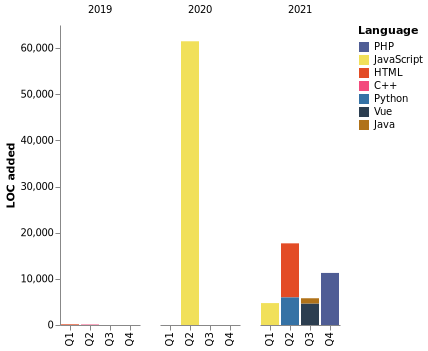 2019 2020 2021
Language
PHP
JavaScript
HTML
C++
Python
Vue
Java
LOC added
60,000
50,000
40,000
30,000
20,000
10,000
0
Q1 Q2 Q3 Q4 Q1 Q2 Q3 Q4 Q1 Q2 Q3 Q4